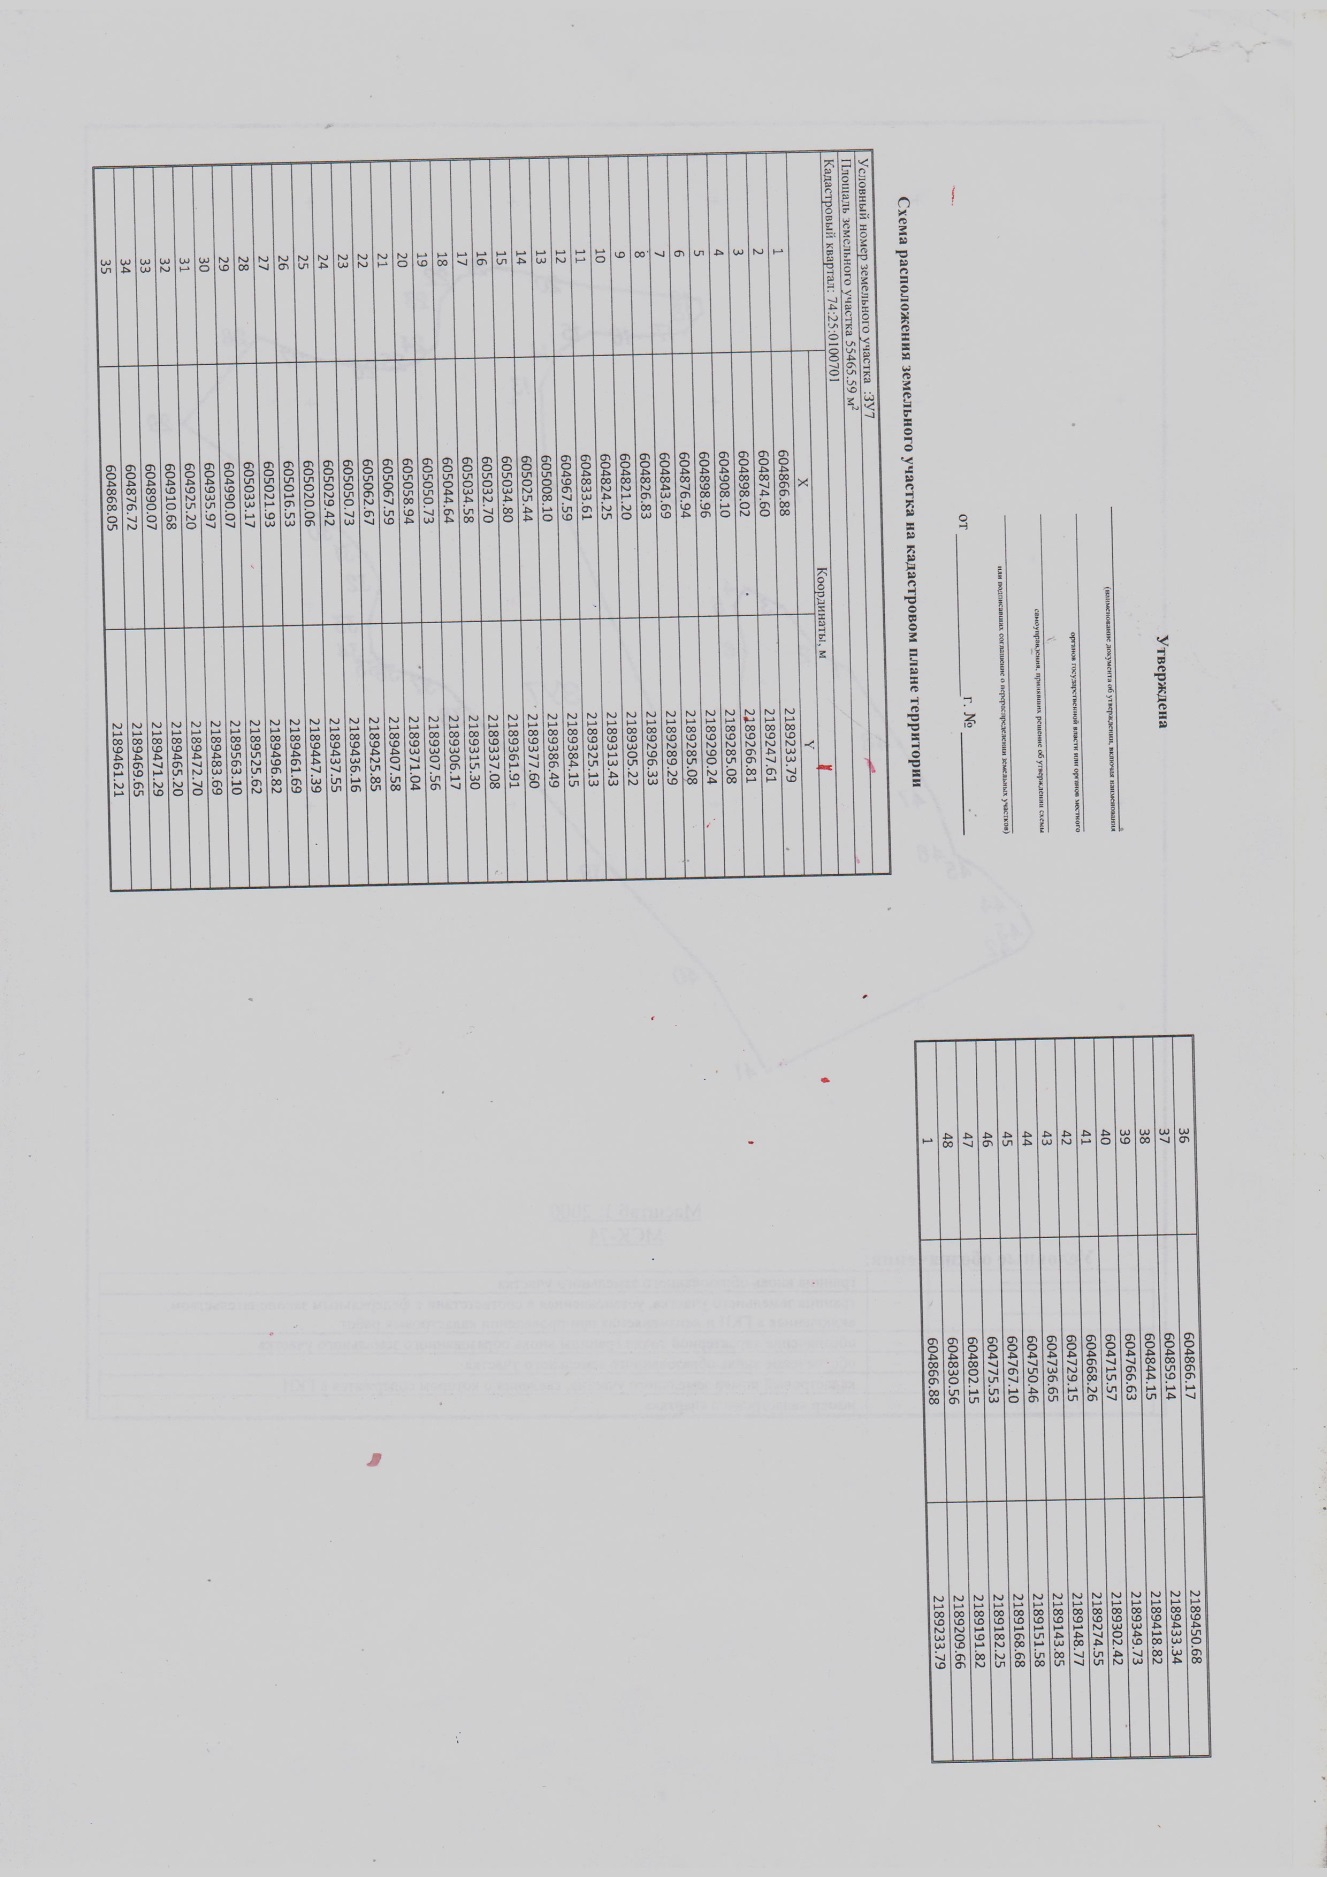 Утверждена
(наименование документа об утверждении, включая наименования
органов государственной власти или органов местного
самоуправления, принявших решение об утверждении схемы
или подписавших соглашение о перераспределении земельных участков)
от г. №
Схема расположения земельного участка на кадастровом плане территории
Условный номер земельного участка :ЗУ7
Площадь земельного участка 55465.59 м²
Кадастровый квартал: 74:25:0100701
Координаты, м
X Y
1 604866.88 2189233.79
2 604874.60 2189247.61
3 604898.02 2189266.81
4 604908.10 2189285.08
5 604898.96 2189290.24
6 604876.94 2189285.08
7 604843.69 2189289.29
8 604826.83 2189296.33
9 604821.20 2189305.22
10 604824.25 2189313.43
11 604833.61 2189325.13
12 604967.59 2189384.15
13 605008.10 2189386.49
14 605025.44 2189377.60
15 605034.80 2189361.91
16 605032.70 2189337.08
17 605034.58 2189315.30
18 605044.64 2189306.17
19 605050.73 2189307.56
20 605058.94 2189371.04
21 605067.59 2189407.58
22 605062.67 2189425.85
23 605050.73 2189436.16
24 605029.42 2189437.55
25 605020.06 2189447.39
26 605016.53 2189461.69
27 605021.93 2189496.82
28 605033.17 2189525.62
29 604990.07 2189563.10
30 604935.97 2189483.69
31 604925.20 2189472.70
32 604910.68 2189465.20
33 604890.07 2189471.29
34 604876.72 2189469.65
35 604868.05 2189461.21
36 604866.17 2189450.68
37 604859.14 2189433.34
38 604844.15 2189418.82
39 604766.63 2189349.73
40 604715.57 2189302.42
41 604668.26 2189274.55
42 604729.15 2189148.77
43 604736.65 2189143.85
44 604750.46 2189151.58
45 604767.10 2189168.68
46 604775.53 2189182.25
47 604802.15 2189191.82
48 604830.56 2189209.66
1 604866.88 2189233.79